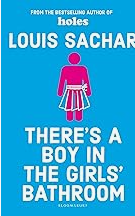 FROM THE BESTSELLING AUTHOR OF
holes
LOUIS SACHAR
THERE'S A
BOY IN
THE GIRLS'
BATHROOM
BLOOMSBURY